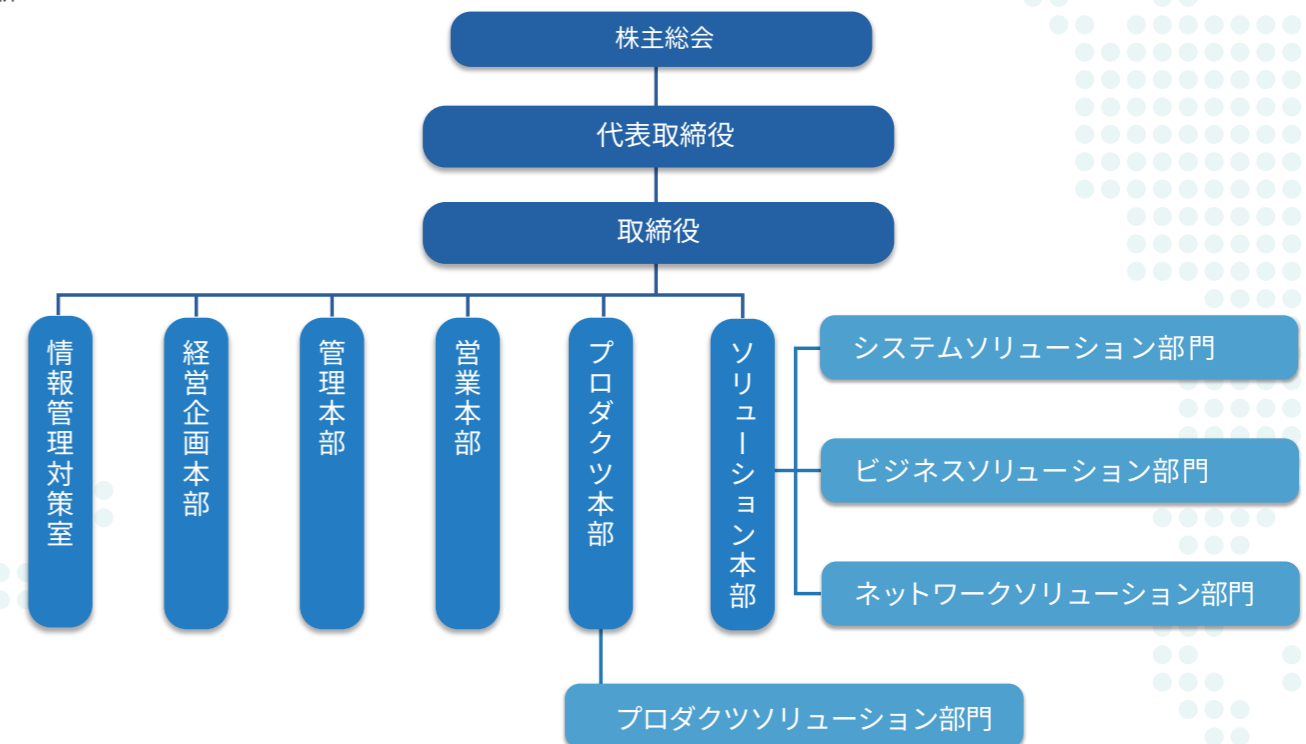 株主総会
代表取締役
取締役
情報管理対策室
経営企画本部
管理本部
営業本部
プロダクツ本部
ソリューション本部
システムソリューション部門
ビジネスソリューション部門
ネットワークソリューション部門
プロダクツソリューション部門